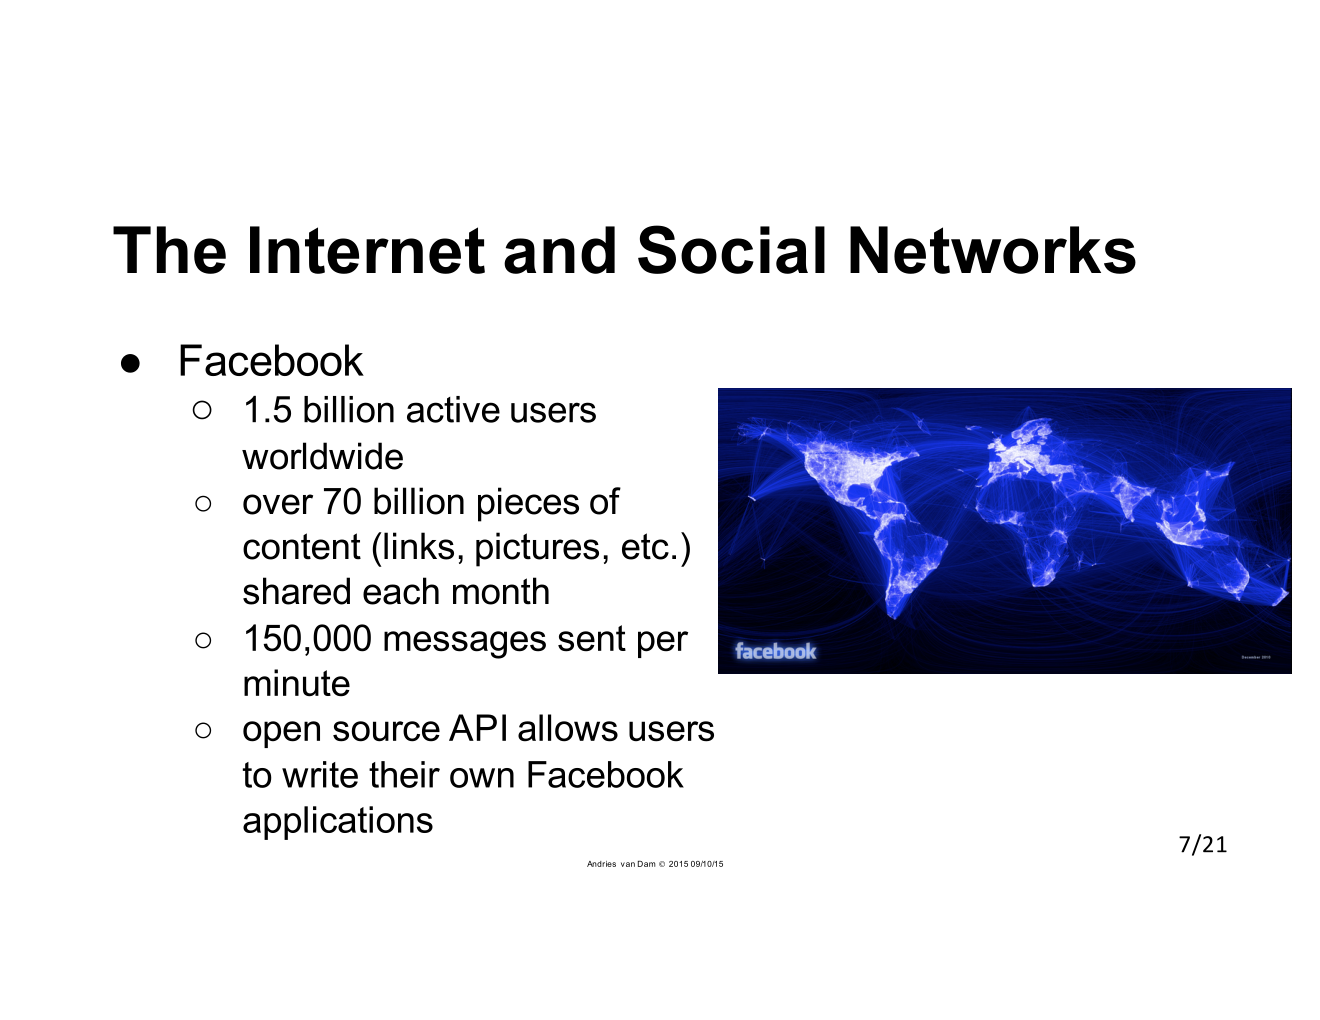 The Internet and Social Networks
● Facebook
○ 1.5 billion active users
worldwide
○ over 70 billion pieces of
content (links, pictures, etc.)
shared each month
○ 150,000 messages sent per
minute
○ open source API allows users
to write their own Facebook
applications
facebook
December 2010
Andries van Dam © 2015 09/10/15
7/21